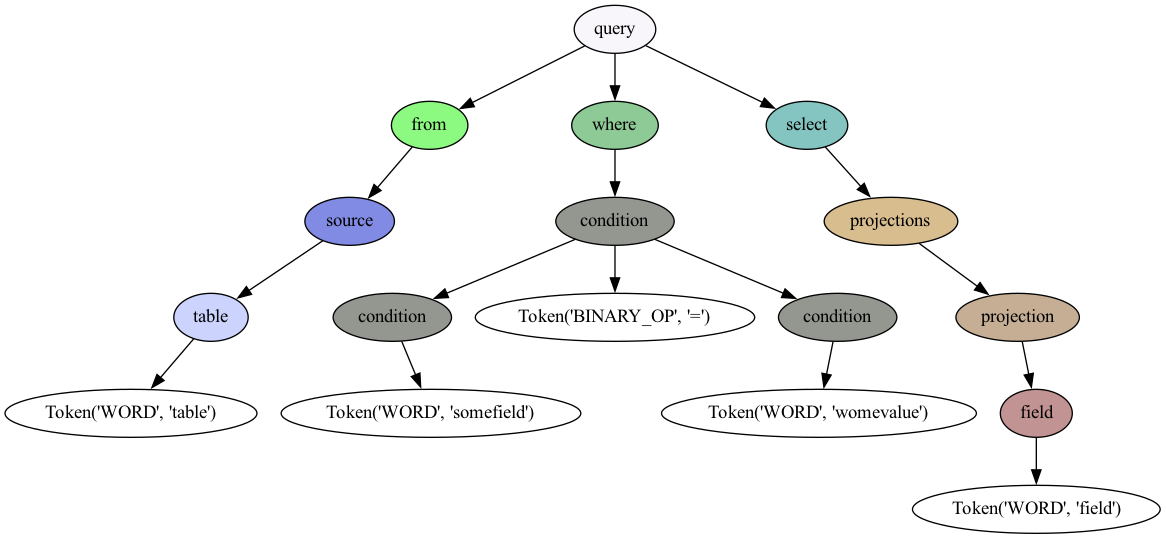 query
from
where
select
source
condition
projections
table
condition
Token('BINARY_OP', '=')
condition
projection
Token('WORD', 'table')
Token('WORD', 'somefield')
Token('WORD', 'womevalue')
field
Token('WORD', 'field')